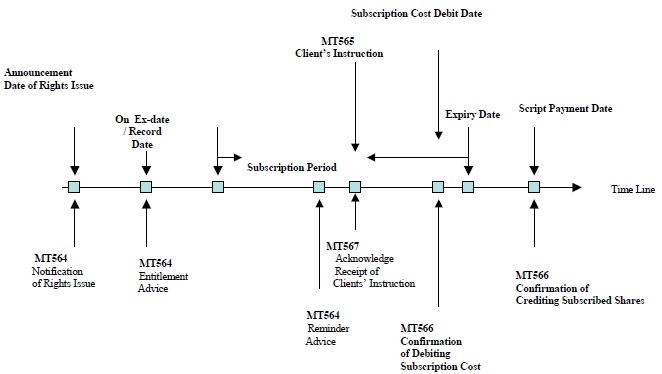 Subscription Cost Debit Date
MT565
Client's Instruction
Announcement
Date of Rights Issue
On Ex-date
/ Record
Date
Expiry Date
Script Payment Date
Subscription Period
Time Line
MT564
Notification
of Rights Issue
MT564
Entitlement
Advice
MT567
Acknowledge
Receipt of
Clients' Instruction
MT566
Confirmation of
Crediting Subscribed Shares
MT564
Reminder
Advice
MT566
Confirmation
of Debiting
Subscription Cost